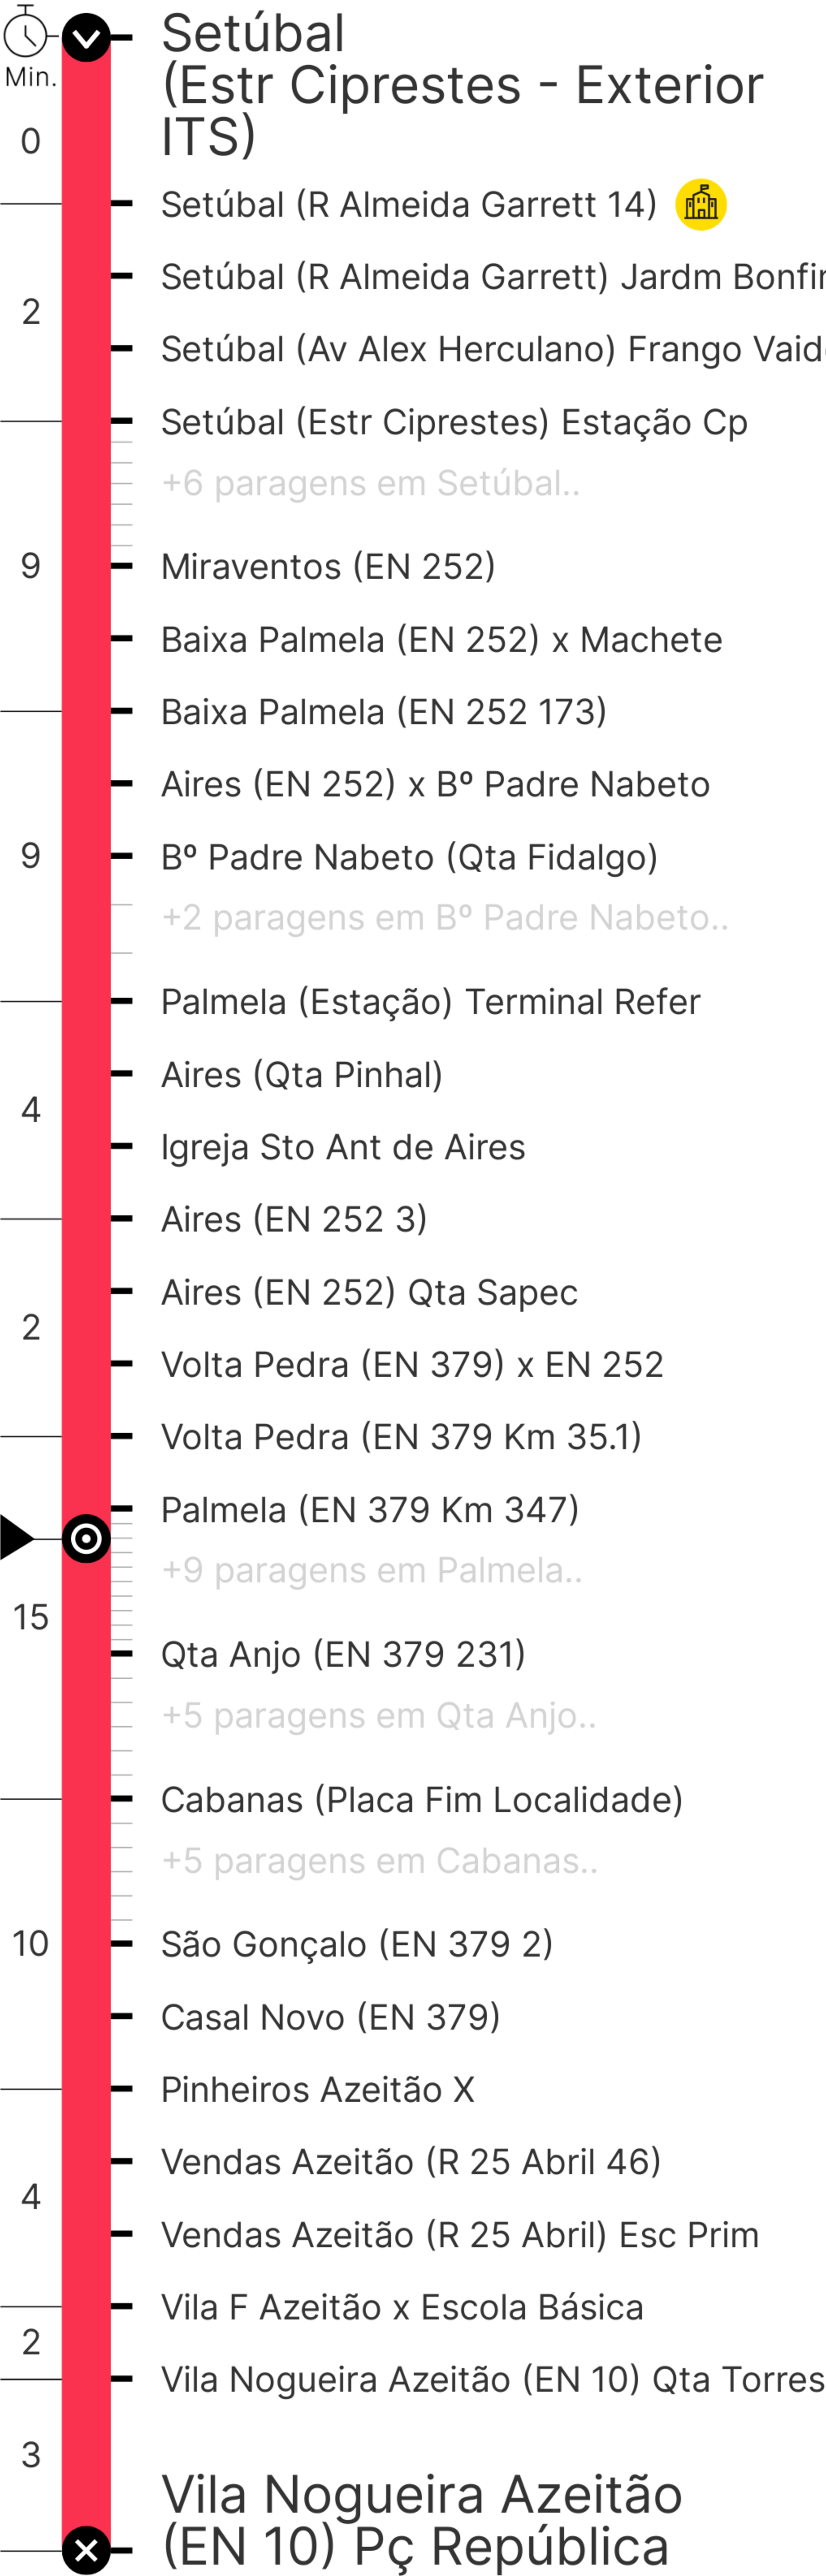 Min.
Setúbal
(Estr Ciprestes - Exterior
ITS)
0
Setúbal (R Almeida Garrett 14)
Setúbal (R Almeida Garrett) Jardm
2
Setúbal (Av Alex Herculano) Frango
Setúbal (Estr Ciprestes) Estação Cp
+6 paragens em Setúbal..
9
Miraventos (EN 252)
Baixa Palmela (EN 252) x Machete
Baixa Palmela (EN 252 173)
Aires (EN 252) x Bº Padre Nabeto
9
Bº Padre Nabeto (Qta Fidalgo)
+2 paragens em Bº Padre Nabeto..
Palmela (Estação) Terminal Refer
Aires (Qta Pinhal)
4
Igreja Sto Ant de Aires
Aires (EN 252 3)
Aires (EN 252) Qta Sapec
2
Volta Pedra (EN 379) x EN 252
Volta Pedra (EN 379 Km 35.1)
Palmela (EN 379 Km 347)
+9 paragens em Palmela..
15
Qta Anjo (EN 379 231)
+5 paragens em Qta Anjo..
Cabanas (Placa Fim Localidade)
+5 paragens em Cabanas..
10
São Gonçalo (EN 379 2)
Casal Novo (EN 379)
Pinheiros Azeitão X
Vendas Azeitão (R 25 Abril 46)
4
Vendas Azeitão (R 25 Abril) Esc Prim
Vila F Azeitão x Escola Básica
2
Vila Nogueira Azeitão (EN 10) Qta Torres
3
Vila Nogueira Azeitão
(EN 10) Pç República